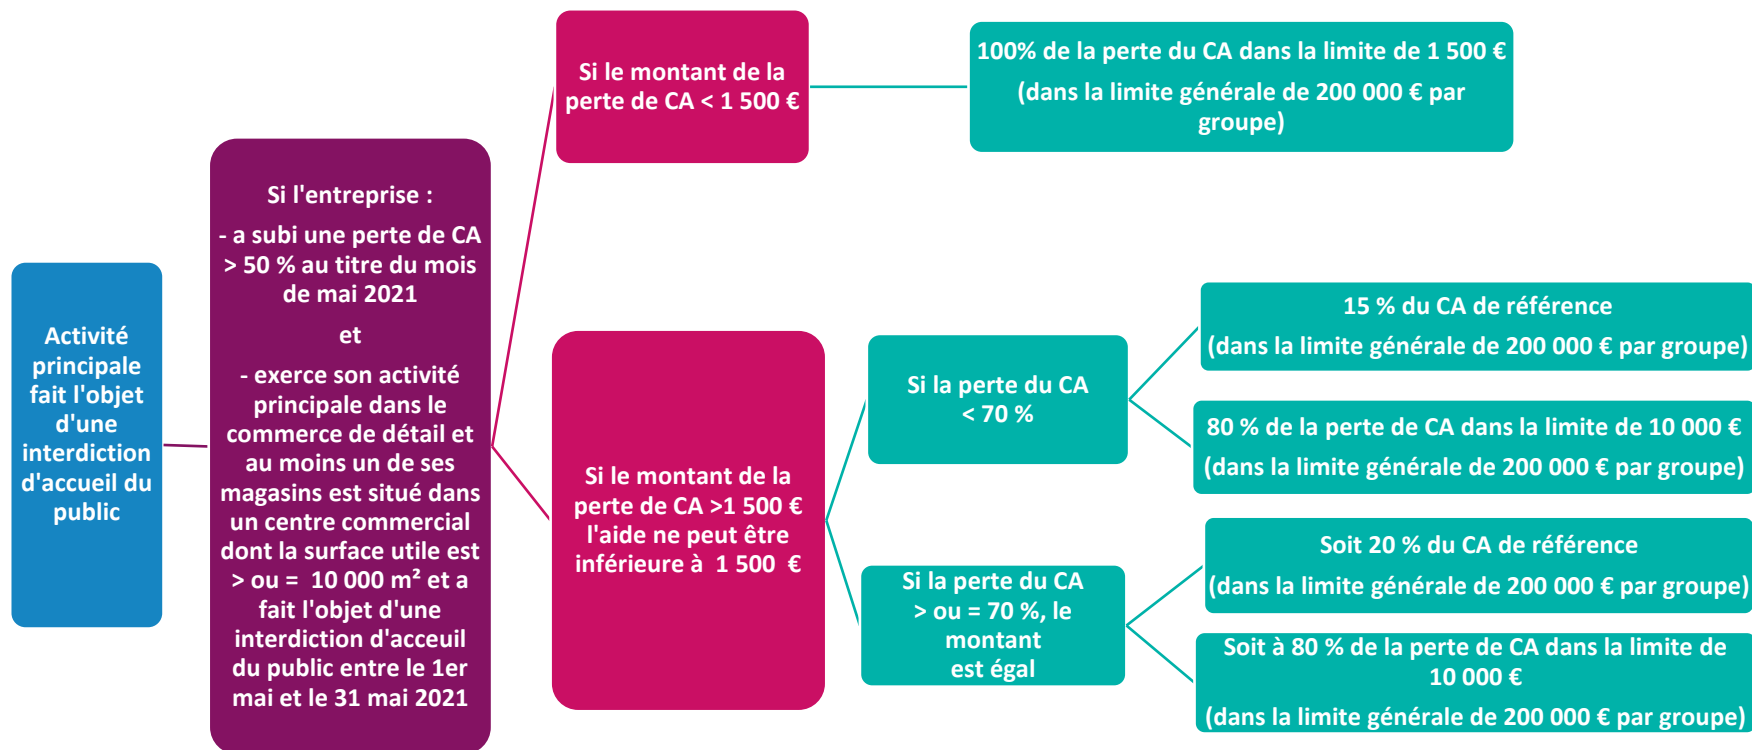 Activité
principale
fait l'objet
d'une
interdiction
d'accueil du
public
Si l'entreprise :
- a subi une perte de CA
> 50 % au titre du mois
de mai 2021
et
- exerce son activité
principale dans le
commerce de détail et
au moins un de ses
magasins est situé dans
un centre commercial
dont la surface utile est
> ou = 10 000 m² et a
fait l'objet d'une
interdiction d'acceuil
du public entre le 1er
mai et le 31 mai 2021
Si le montant de la
perte de CA < 1 500 €
100% de la perte du CA dans la limite de 1 500 €
(dans la limite générale de 200 000 € par
groupe)
Si le montant de la
perte de CA >1 500 €
l'aide ne peut être
inférieure à 1 500 €
Si la perte du CA
< 70 %
15 % du CA de référence
(dans la limite générale de 200 000 € par groupe)
80 % de la perte de CA dans la limite de 10 000 €
(dans la limite générale de 200 000 € par groupe)
Si la perte du CA
> ou = 70 %, le
montant
est égal
Soit 20 % du CA de référence
(dans la limite générale de 200 000 € par groupe)
Soit à 80 % de la perte de CA dans la limite de
10 000 €
(dans la limite générale de 200 000 € par groupe)